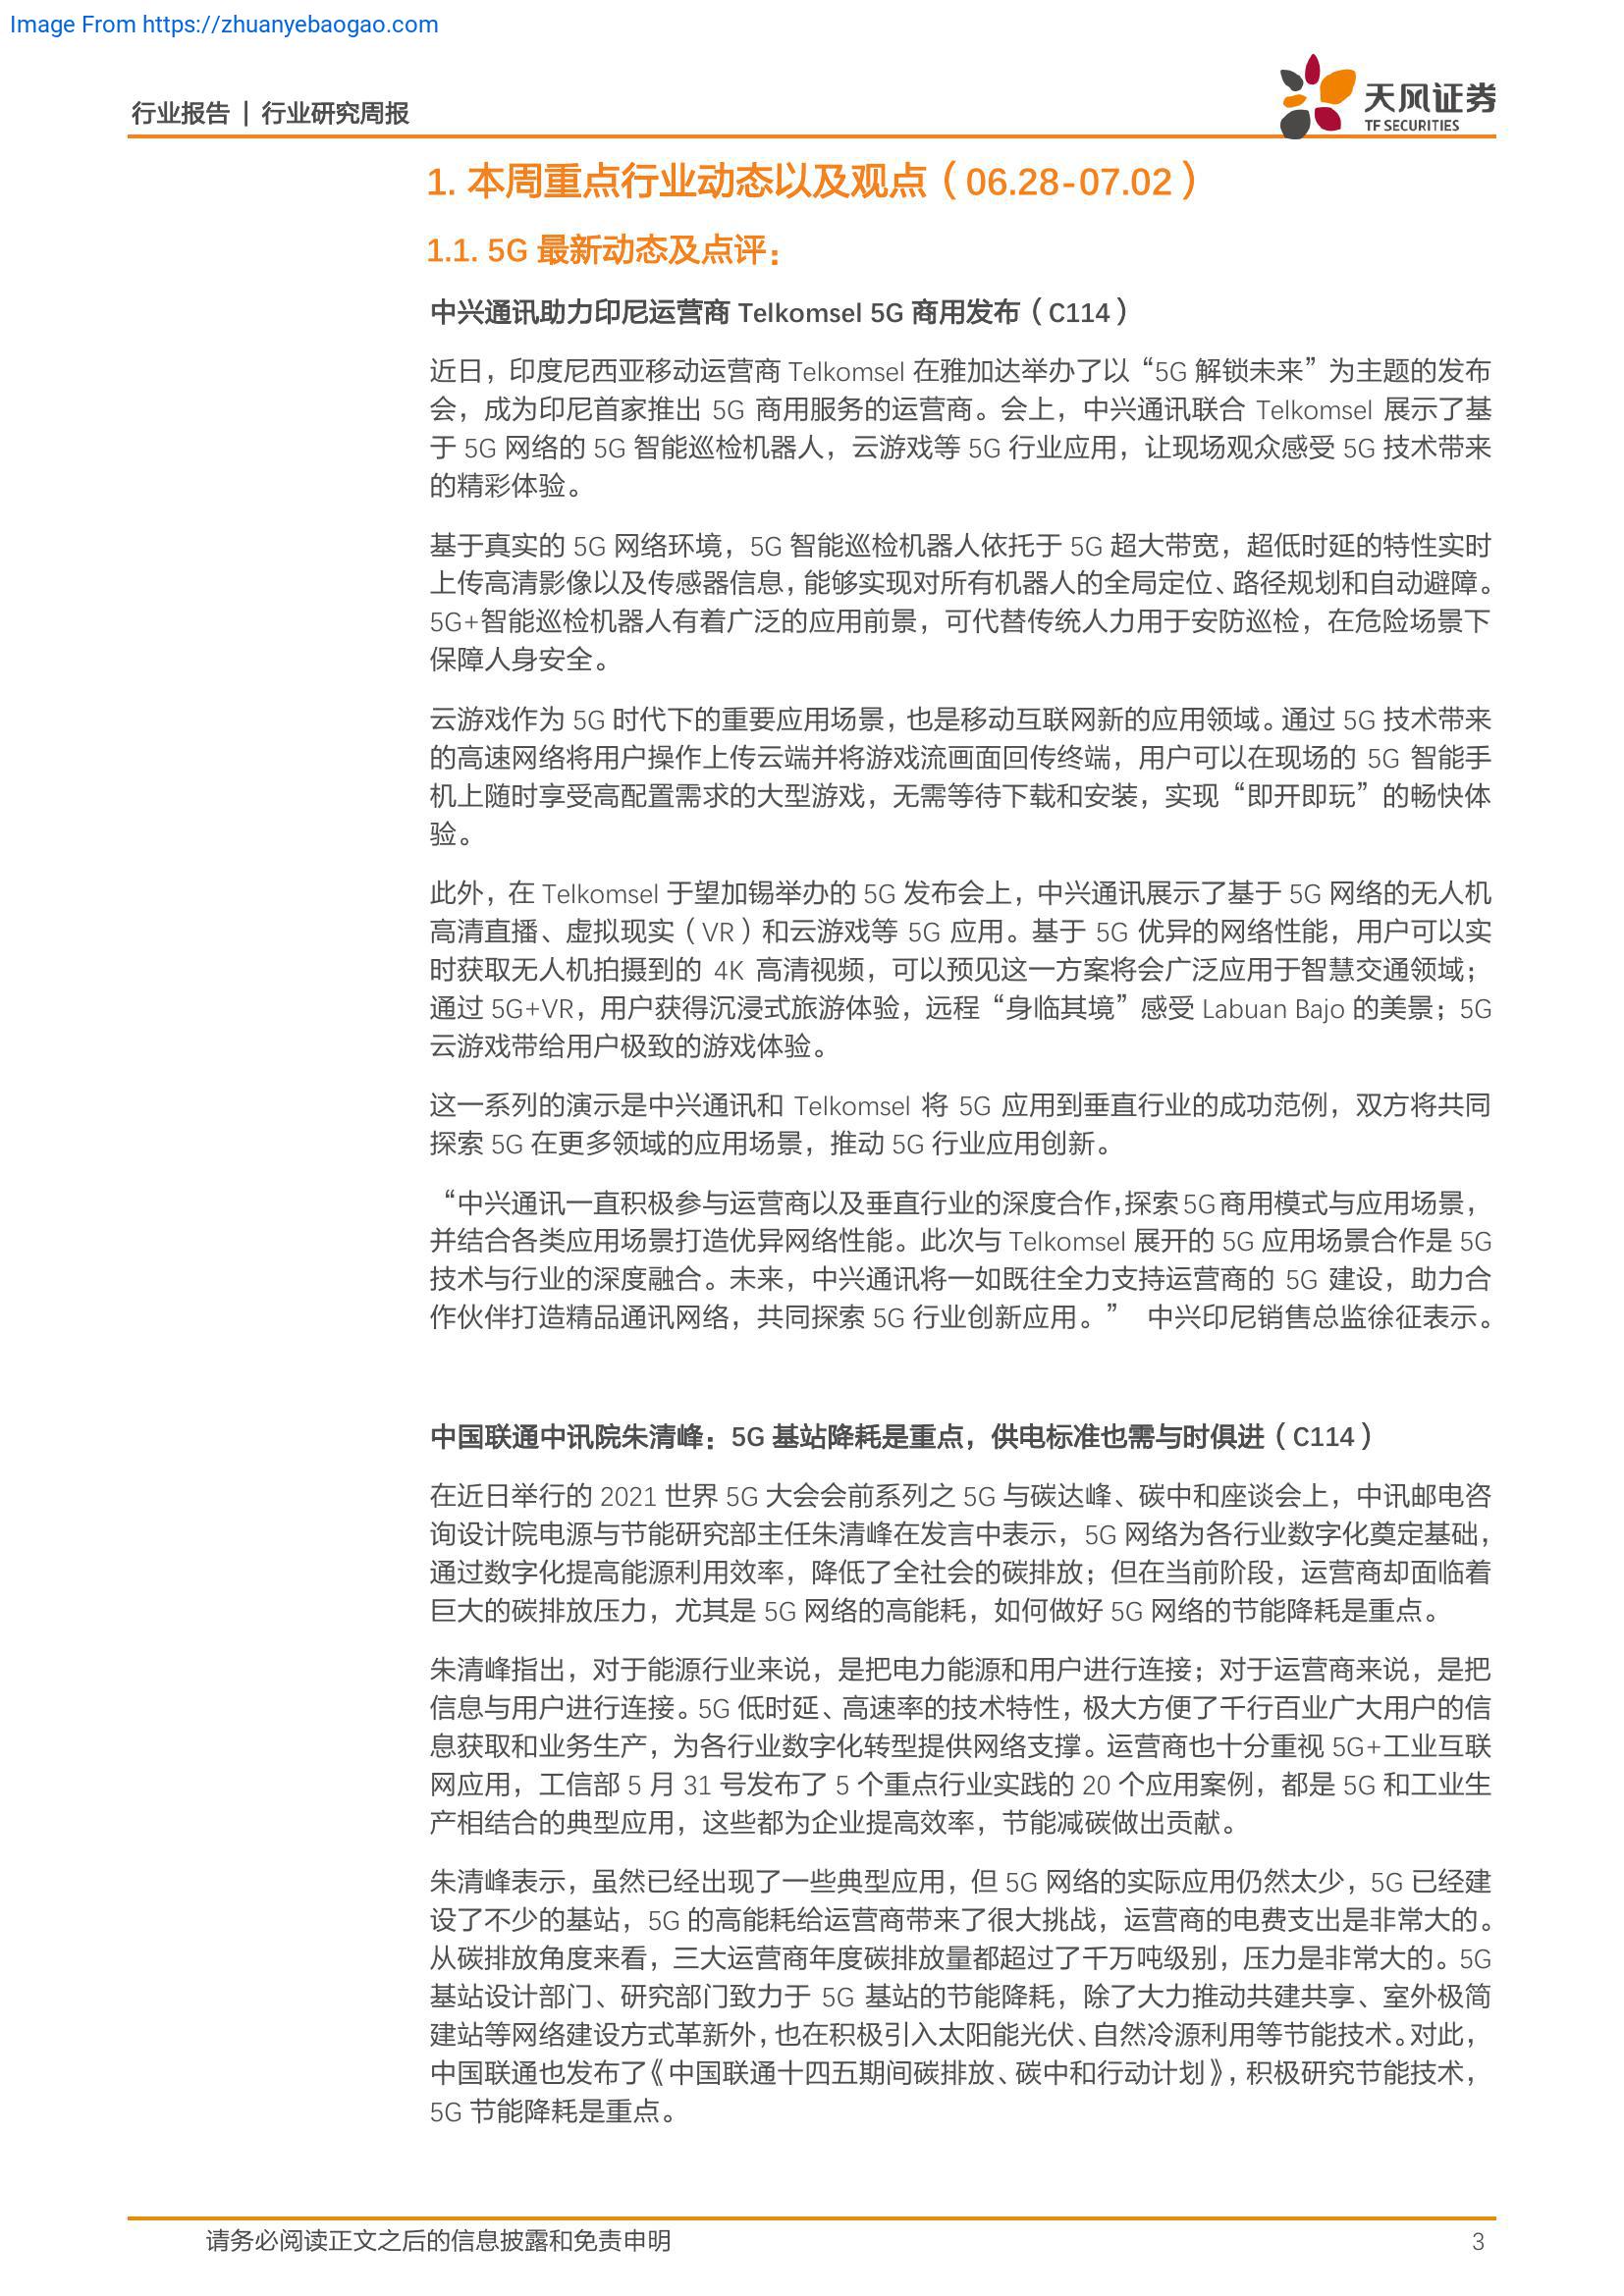 Image From https://zhuanyebaogao.com
行业报告 | 行业研究周报
天风证券
TF SECURITIES
1. 本周重点行业动态以及观点（06.28-07.02）
1.1. 5G 最新动态及点评：
中兴通讯助力印尼运营商 Telkomsel 5G 商用发布（C114）
近日，印度尼西亚移动运营商 Telkomsel 在雅加达举办了以“5G 解锁未来”为主题的发布
会，成为印尼首家推出 5G 商用服务的运营商。会上，中兴通讯联合 Telkomsel 展示了基
于 5G 网络的 5G 智能巡检机器人，云游戏等 5G 行业应用，让现场观众感受 5G 技术带来
的精彩体验。
基于真实的 5G 网络环境，5G 智能巡检机器人依托于 5G 超大带宽，超低时延的特性实时
上传高清影像以及传感器信息，能够实现对所有机器人的全局定位、路径规划和自动避障。
5G+智能巡检机器人有着广泛的应用前景，可代替传统人力用于安防巡检，在危险场景下
保障人身安全。
云游戏作为 5G 时代下的重要应用场景，也是移动互联网新的应用领域。通过 5G 技术带来
的高速网络将用户操作上传云端并将游戏流画面回传终端，用户可以在现场的 5G 智能手
机上随时享受高配置需求的大型游戏，无需等待下载和安装，实现“即开即玩”的畅快体
验。
此外，在 Telkomsel 于望加锡举办的 5G 发布会上，中兴通讯展示了基于 5G 网络的无人机
高清直播、虚拟现实（VR）和云游戏等 5G 应用。基于 5G 优异的网络性能，用户可以实
时获取无人机拍摄到的 4K 高清视频，可以预见这一方案将会广泛应用于智慧交通领域；
通过 5G+VR，用户获得沉浸式旅游体验，远程“身临其境”感受 Labuan Bajo 的美景；5G
云游戏带给用户极致的游戏体验。
这一系列的演示是中兴通讯和 Telkomsel 将 5G 应用到垂直行业的成功范例，双方将共同
探索 5G 在更多领域的应用场景，推动 5G 行业应用创新。
“中兴通讯一直积极参与运营商以及垂直行业的深度合作，探索 5G 商用模式与应用场景，
并结合各类应用场景打造优异网络性能。此次与 Telkomsel 展开的 5G 应用场景合作是 5G
技术与行业的深度融合。未来，中兴通讯将一如既往全力支持运营商的 5G 建设，助力合
作伙伴打造精品通讯网络，共同探索 5G 行业创新应用。” 中兴印尼销售总监徐征表示。
中国联通中讯院朱清峰：5G 基站降耗是重点，供电标准也需与时俱进（C114）
在近日举行的 2021 世界 5G 大会会前系列之 5G 与碳达峰、碳中和座谈会上，中讯邮电咨
询设计院电源与节能研究部主任朱清峰在发言中表示，5G 网络为各行业数字化奠定基础，
通过数字化提高能源利用效率，降低了全社会的碳排放；但在当前阶段，运营商却面临着
巨大的碳排放压力，尤其是 5G 网络的高能耗，如何做好 5G 网络的节能降耗是重点。
朱清峰指出，对于能源行业来说，是把电力能源和用户进行连接；对于运营商来说，是把
信息与用户进行连接。5G 低时延、高速率的技术特性，极大方便了千行百业广大用户的信
息获取和业务生产，为各行业数字化转型提供网络支撑。运营商也十分重视 5G+工业互联
网应用，工信部 5 月 31 号发布了 5 个重点行业实践的 20 个应用案例，都是 5G 和工业生
产相结合的典型应用，这些都为企业提高效率，节能减碳做出贡献。
朱清峰表示，虽然已经出现了一些典型应用，但 5G 网络的实际应用仍然太少，5G 已经建
设了不少的基站，5G 的高能耗给运营商带来了很大挑战，运营商的电费支出是非常大的。
从碳排放角度来看，三大运营商年度碳排放量都超过了千万吨级别，压力是非常大的。5G
基站设计部门、研究部门致力于 5G 基站的节能降耗，除了大力推动共建共享、室外极简
建站等网络建设方式革新外，也在积极引入太阳能光伏、自然冷源利用等节能技术。对此，
中国联通也发布了《中国联通十四五期间碳排放、碳中和行动计划》，积极研究节能技术，
5G 节能降耗是重点。
请务必阅读正文之后的信息披露和免责申明
3